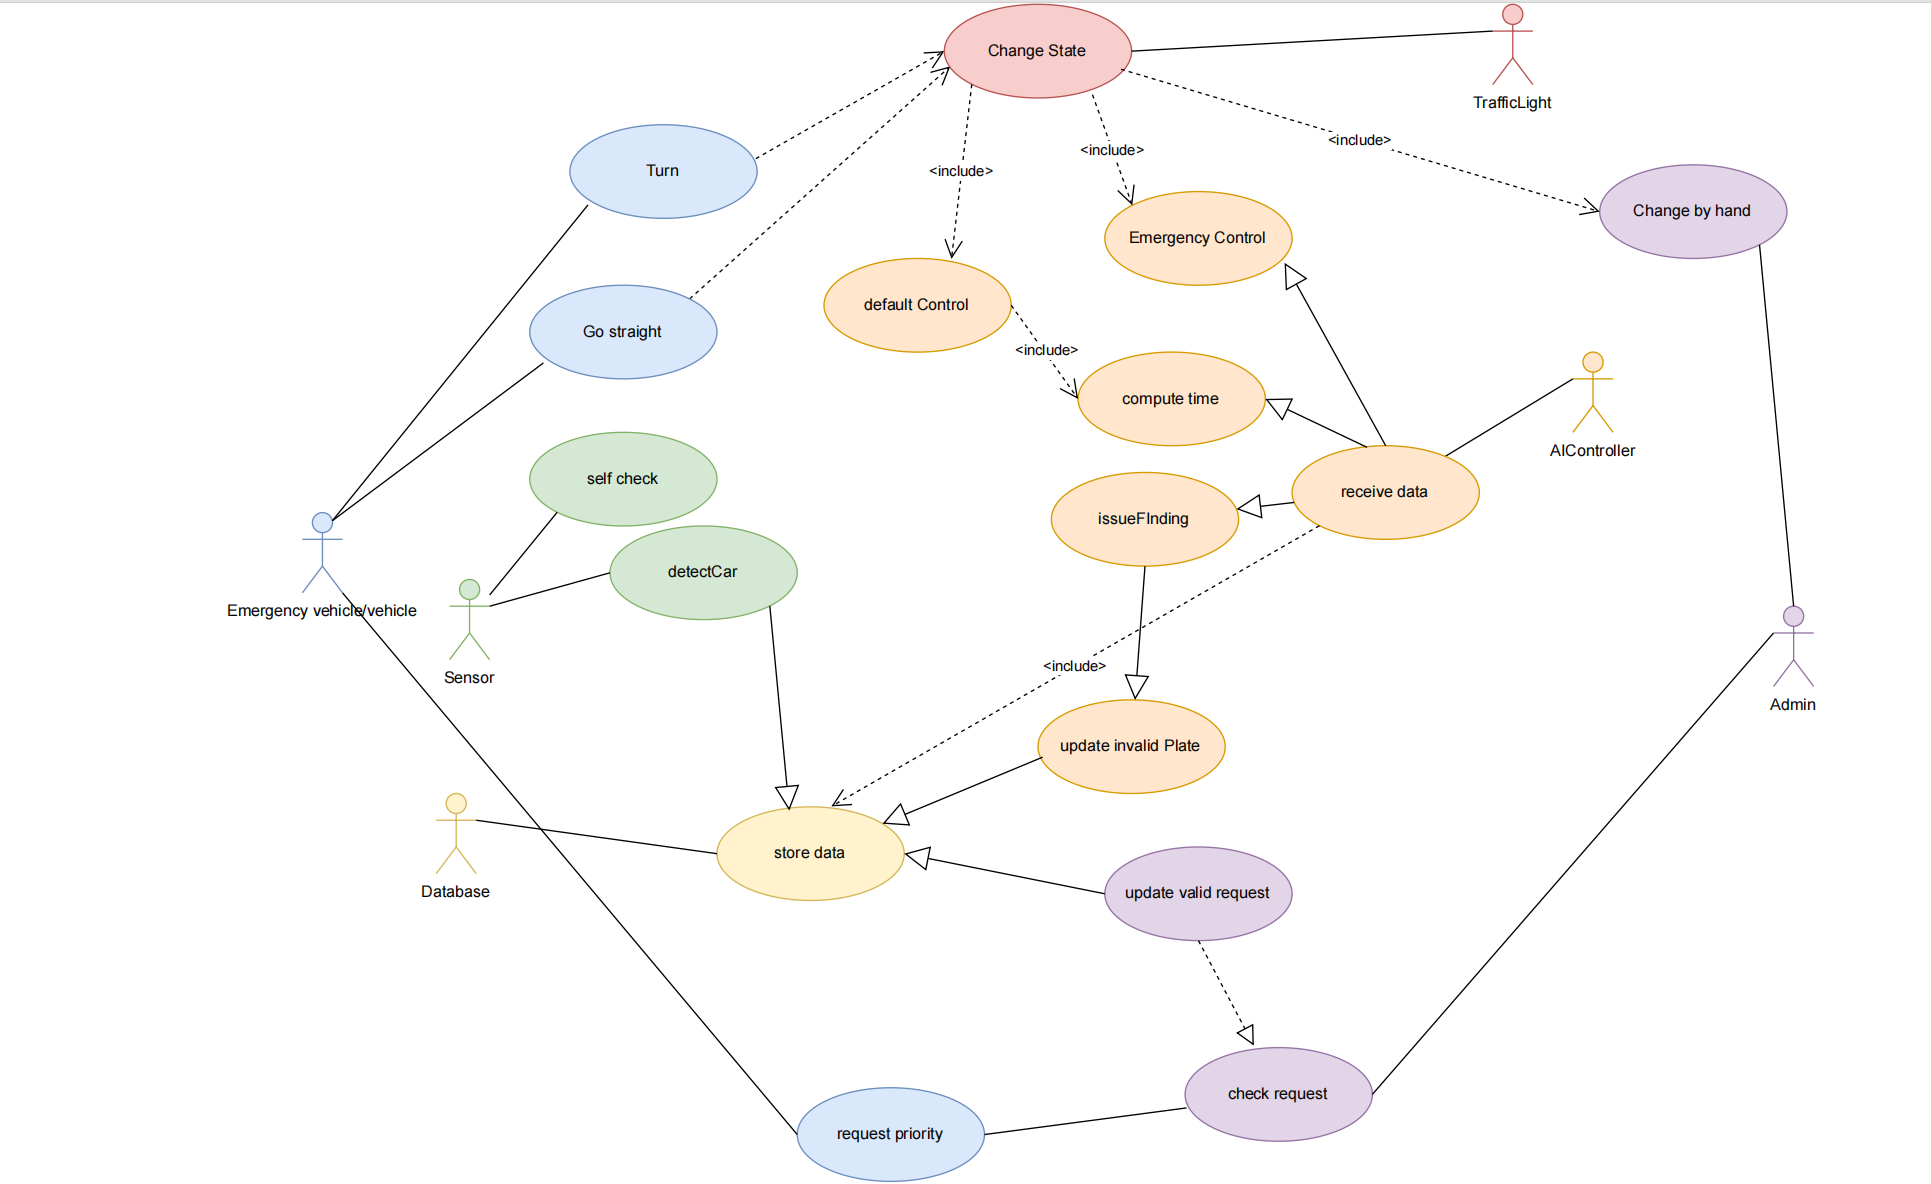 Change State
TrafficLight
<include>
<include>
Turn
<include>
Change by hand
Emergency Control
default Control
Go straight
<include>
compute time
AIController
self check
receive data
issueFInding
detectCar
Emergency vehicle/vehicle
<include>
Sensor
Admin
update invalid Plate
store data
Database
update valid request
check request
request priority